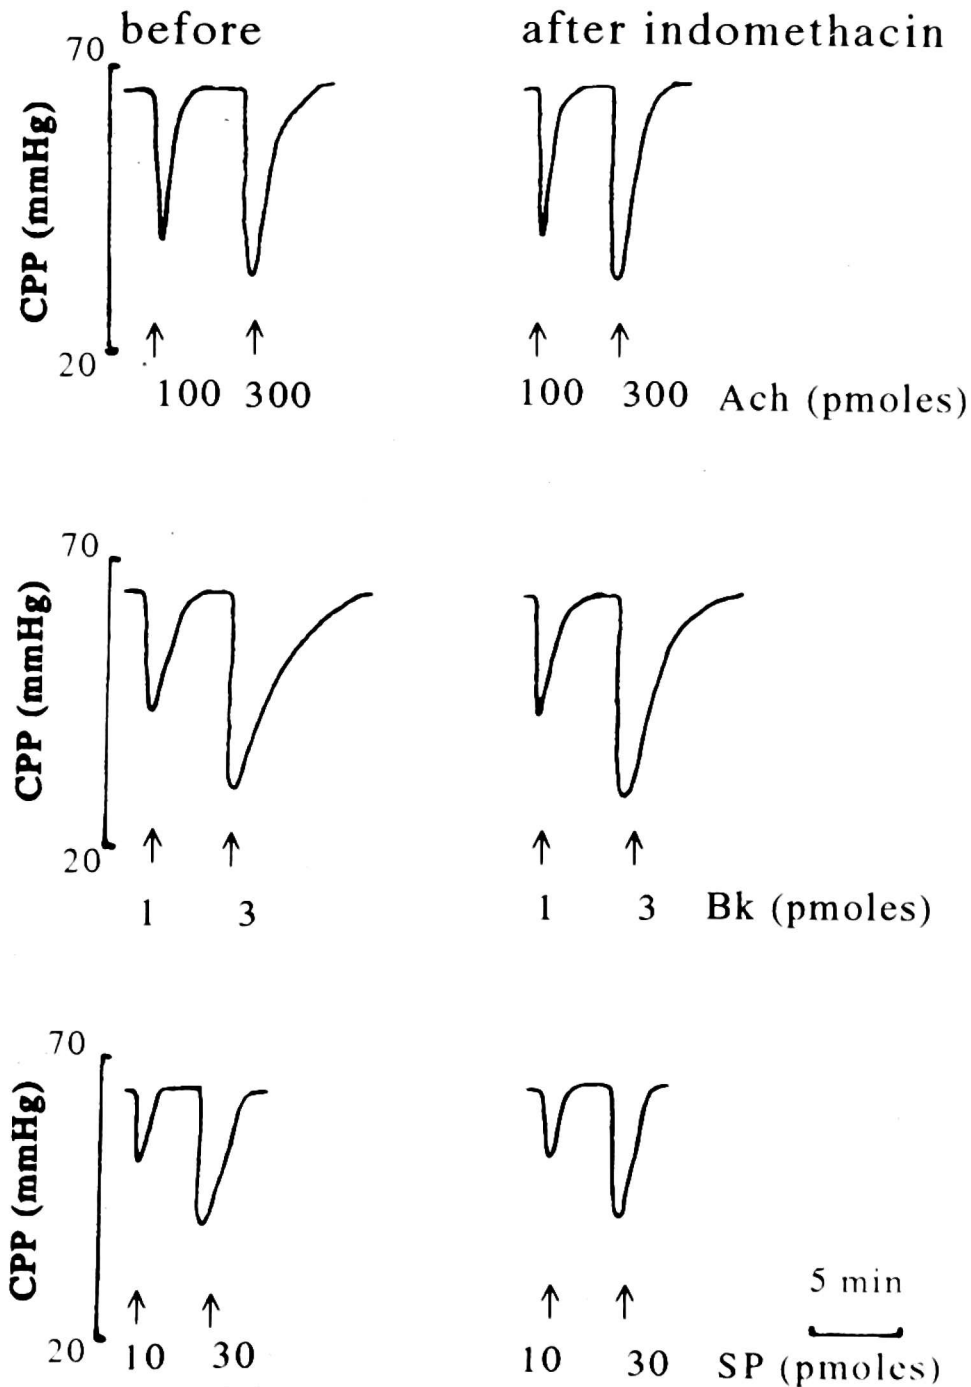 before after indomethacin
70
CPP (mmHg)
20
100 300 100 300 Ach (pmoles)
70
CPP (mmHg)
20
1 3 1 3 Bk (pmoles)
70
CPP (mmHg)
5 min
20
10 30 10 30 SP (pmoles)